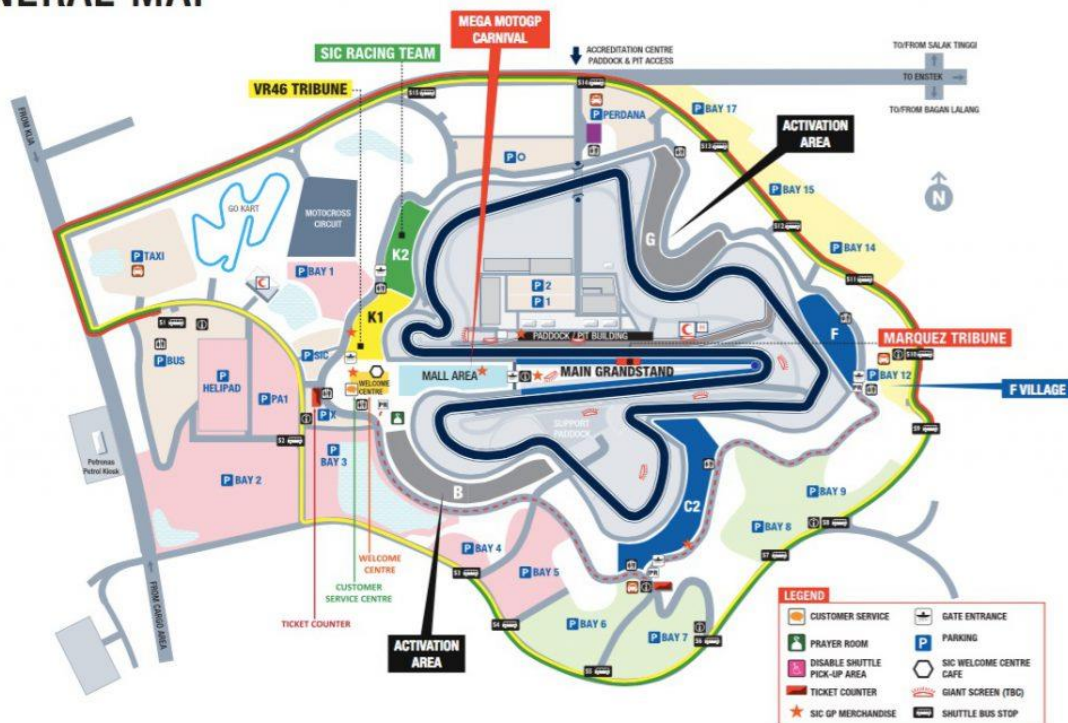 GENERAL MAP
MEGA MOTOGP
CARNIVAL
SIC RACING TEAM
VR46 TRIBUNE
ACCREDITATION CENTRE
PADDOCK & PIT ACCESS
TO/FROM SALAK TINGGI
TO ENSTEK
TO/FROM BAGAN LALANG
FROM KLIA
S15
S14
P PERDANA
P BAY 17
ACTIVATION
AREA
S13
P O
P BAY 15
N
GO KART
MOTOCROSS
CIRCUIT
K2
G
S12
P BAY 14
P TAXI
P BAY 1
S11
P 2
P 1
K1
F
S1
PADDOCK / PIT BUILDING
MARQUEZ TRIBUNE
P BUS
P SIC
MALL AREA
MAIN GRANDSTAND
S10
P BAY 12
P
HELIPAD
WELCOME
CENTRE
PR
F VILLAGE
P PA1
P X
PR
SUPPORT
PADDOCK
S9
Petronas
Petrol Kiosk
S2
P BAY 3
P BAY 2
B
C2
P BAY 9
P BAY 8
S8
P BAY 4
S7
WELCOME
CENTRE
S3
P BAY 5
PR
CUSTOMER
SERVICE CENTRE
FROM CARGO AREA
TICKET COUNTER
S4
P BAY 6
P BAY 7
S6
ACTIVATION
AREA
S5
LEGEND
CUSTOMER SERVICE
GATE ENTRANCE
PRAYER ROOM
P PARKING
DISABLE SHUTTLE
PICK-UP AREA
SIC WELCOME CENTRE
CAFE
TICKET COUNTER
GIANT SCREEN (TBC)
SIC GP MERCHANDISE
SHUTTLE BUS STOP